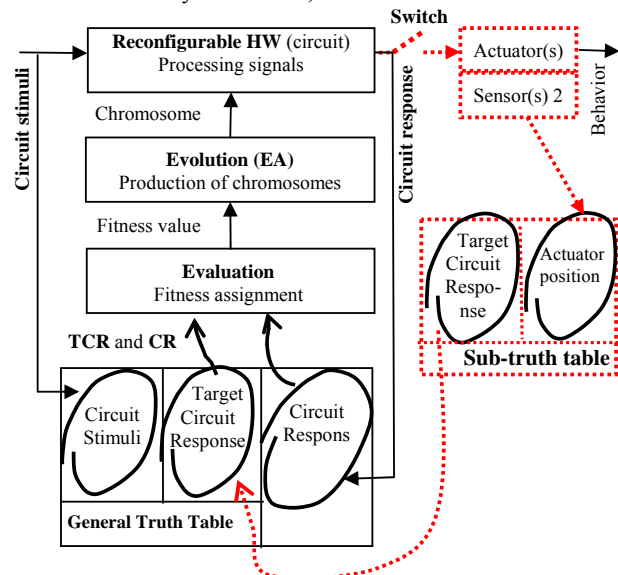 Switch
Reconfigurable HW (circuit)
Processing signals
Actuator(s)
Sensor(s) 2
Behavior
Circuit stimuli
Circuit response
Chromosome
Evolution (EA)
Production of chromosomes
Fitness value
Evaluation
Fitness assignment
Target
Circuit
Respo-
nse
Actuator
position
Sub-truth table
TCR and CR
Circuit
Stimuli
Target
Circuit
Response
Circuit
Respons
General Truth Table